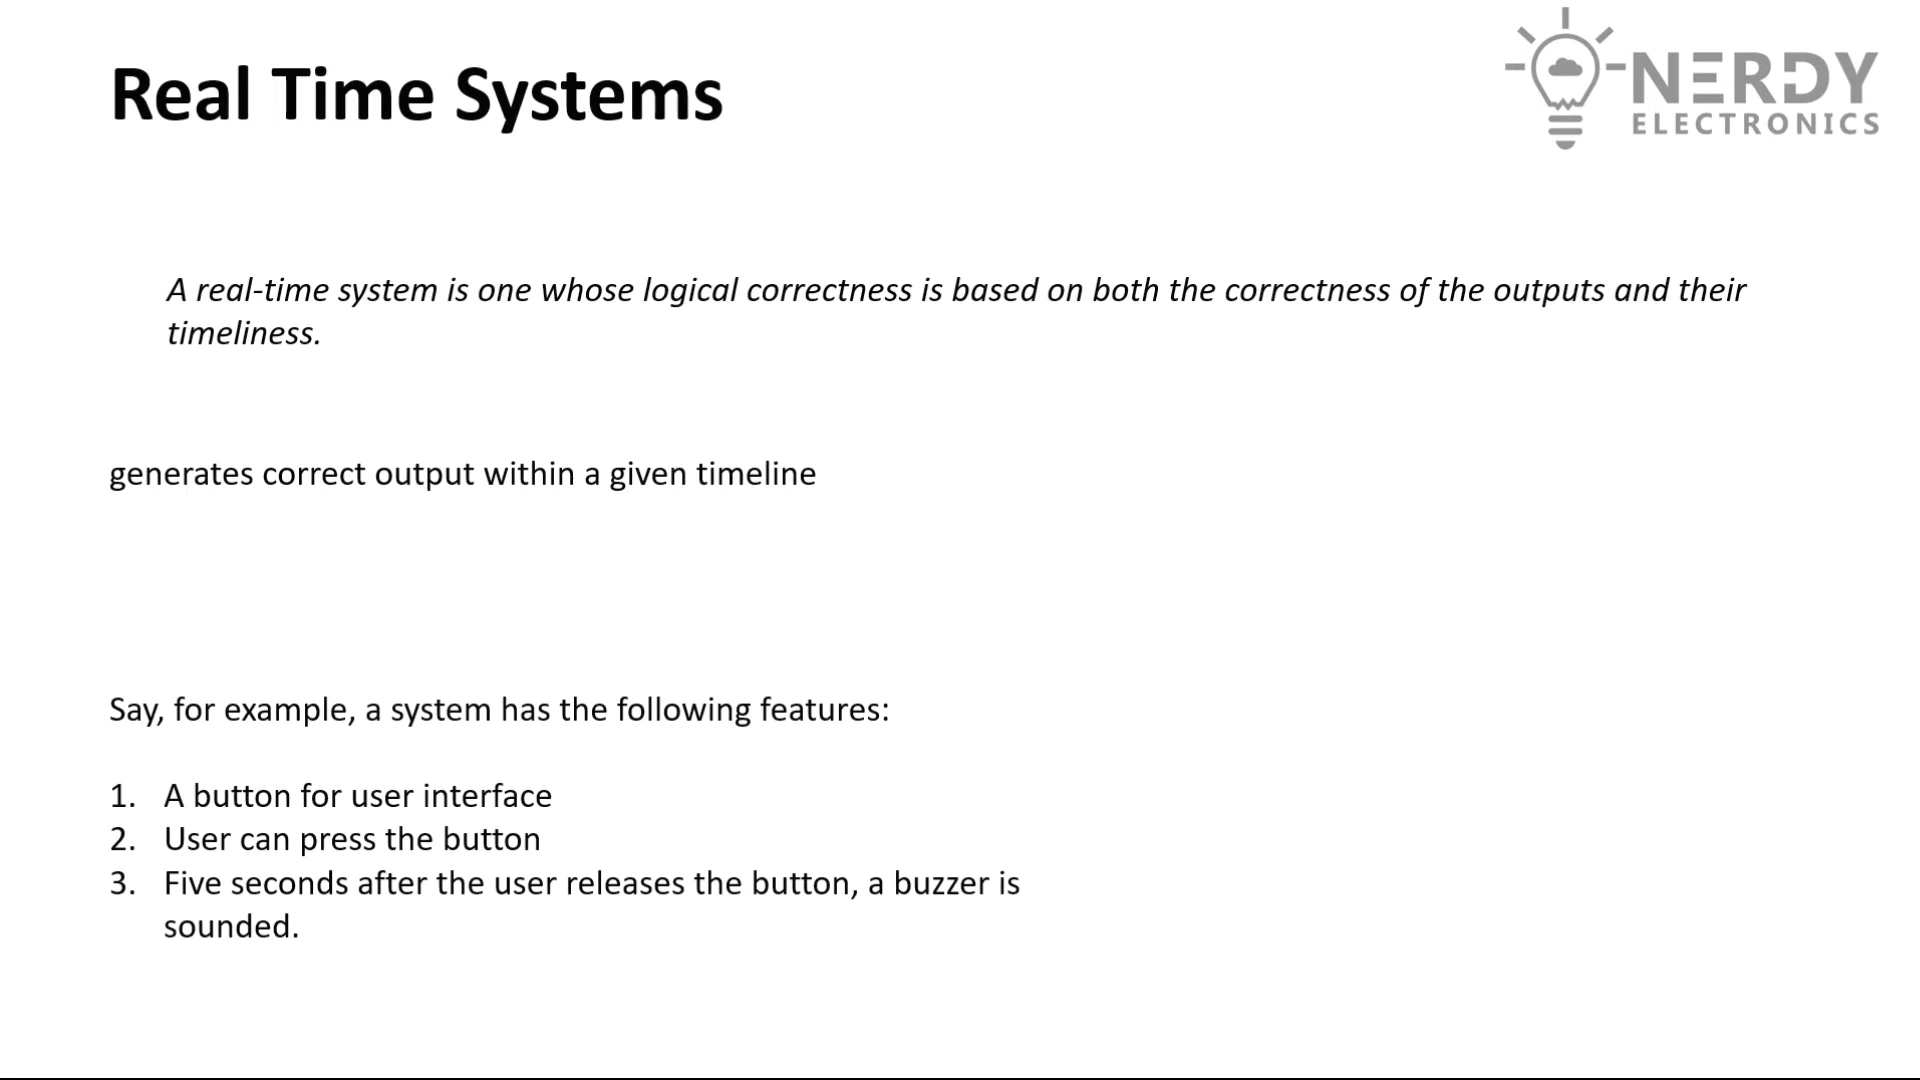 Real Time Systems
NERDY
ELECTRONICS
A real-time system is one whose logical correctness is based on both the correctness of the outputs and their
timeliness.
generates correct output within a given timeline
Say, for example, a system has the following features:
1. A button for user interface
2. User can press the button
3. Five seconds after the user releases the button, a buzzer is
sounded.